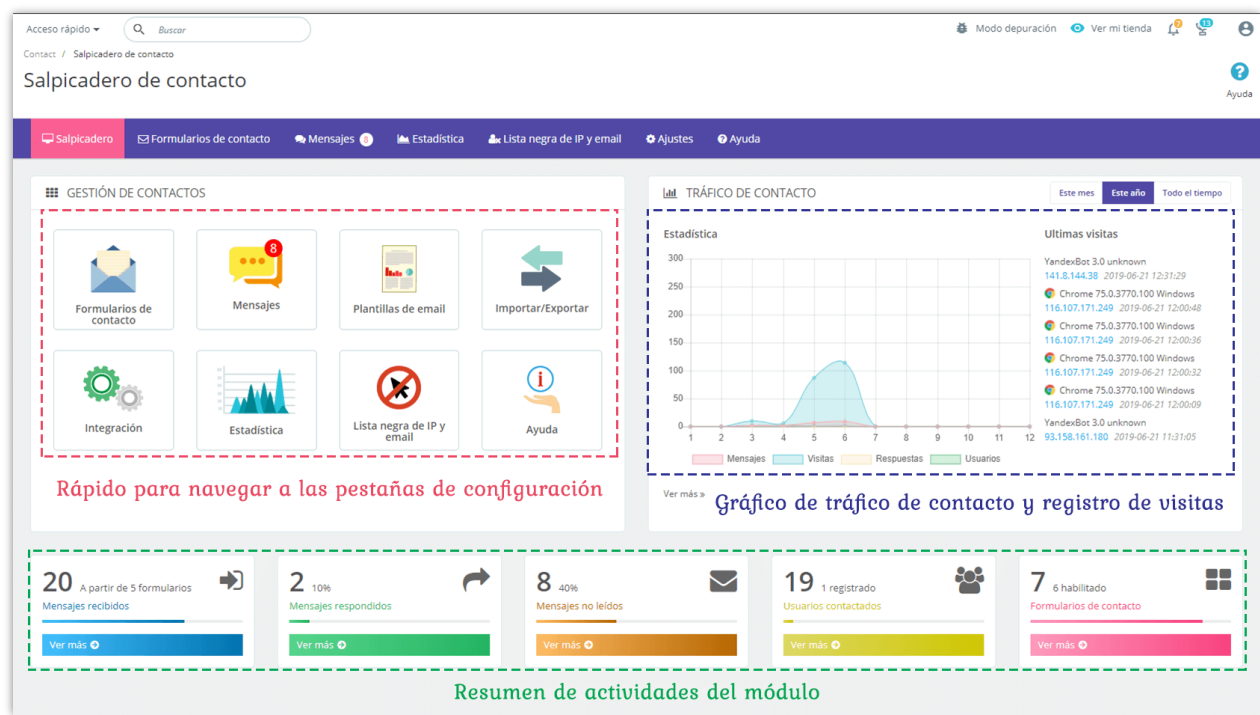 Acceso rápido
Buscar
Modo depuración
Ver mi tienda
2
13
Contact / Salpicadero de contacto
Salpicadero de contacto
Ayuda
Salpicadero
Formularios de contacto
Mensajes 8
Estadística
Lista negra de IP y email
Ajustes
Ayuda
GESTIÓN DE CONTACTOS
Formularios de
contacto
8
Mensajes
Plantillas de email
Importar/Exportar
Integración
Estadística
Lista negra de IP y
email
Ayuda
Rápido para navegar a las pestañas de configuración
TRÁFICO DE CONTACTO
Este mes
Este año
Todo el tiempo
Estadística
300
250
200
150
100
50
0
1 2 3 4 5 6 7 8 9 10 11 12
Mensajes Visitas Respuestas Usuarios
Ultimas visitas
YandexBot 3.0 unknown
141.8.144.38 2019-06-21 12:31:29
Chrome 75.0.3770.100 Windows
116.107.171.249 2019-06-21 12:00:48
Chrome 75.0.3770.100 Windows
116.107.171.249 2019-06-21 12:00:36
Chrome 75.0.3770.100 Windows
116.107.171.249 2019-06-21 12:00:32
Chrome 75.0.3770.100 Windows
116.107.171.249 2019-06-21 12:00:09
YandexBot 3.0 unknown
93.158.161.180 2019-06-21 11:31:05
Ver más »
Gráfico de tráfico de contacto y registro de visitas
20 A partir de 5 formularios
Mensajes recibidos
Ver más
2 10%
Mensajes respondidos
Ver más
8 40%
Mensajes no leídos
Ver más
19 1 registrado
Usuarios contactados
Ver más
7 6 habilitado
Formularios de contacto
Ver más
Resumen de actividades del módulo